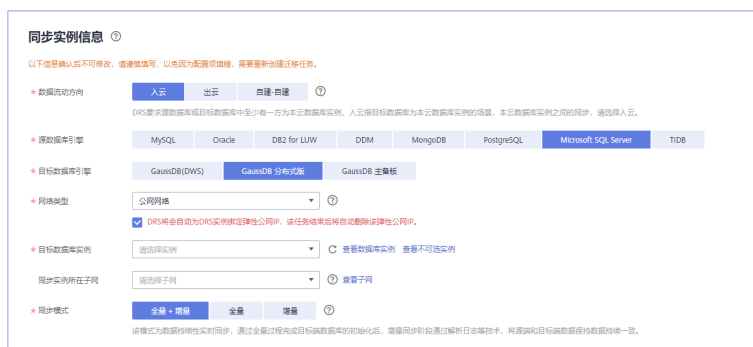 同步实例信息
以下信息确认后不可修改，请谨慎填写，以免因为配置项填错，需要重新创建迁移任务。
* 数据流动方向 入云 出云 自建-自建
DRS要求源数据库或目标数据库中至少有一方为本云数据库实例，入云指目标数据库为本云数据库实例的场景，本云数据库实例之间的同步，请选择入云。
* 源数据库引擎 MySQL Oracle DB2 for LUW DDM MongoDB PostgreSQL Microsoft SQL Server TiDB
* 目标数据库引擎 GaussDB(DWS) GaussDB 分布式版 GaussDB 主备版
* 网络类型 公网网络
DRS将会自动为DRS实例绑定弹性公网IP，该任务结束后将自动删除该弹性公网IP。
* 目标数据库实例 请选择实例 查看数据库实例 查看不可选实例
同步实例所在子网 请选择子网 查看子网
* 同步模式 全量 + 增量 全量 增量
该模式为数据持续性实时同步，通过全量过程完成目标端数据库的初始化后，增量同步阶段通过解析日志等技术，将源端和目标端数据保持数据持续一致。